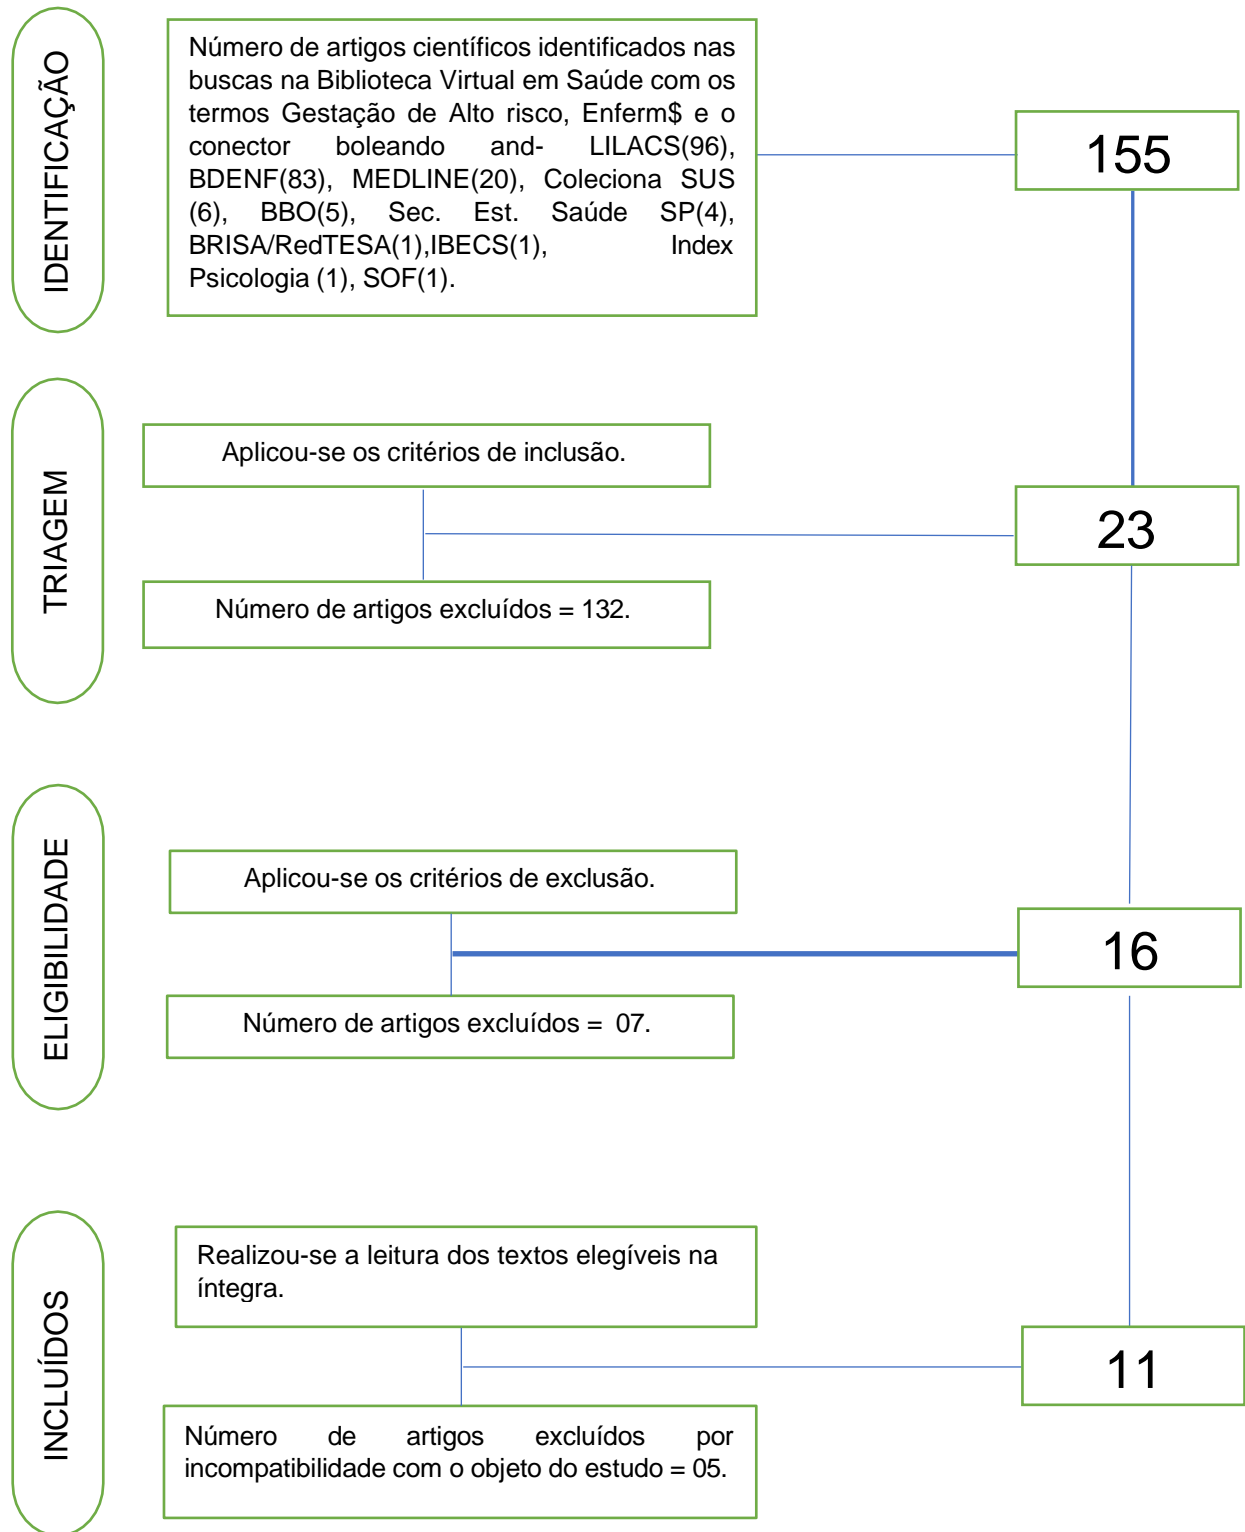 IDENTIFICAÇÃO
Número de artigos científicos identificados nas
buscas na Biblioteca Virtual em Saúde com os
termos Gestação de Alto risco, Enferm$ e o
conector boleando and- LILACS(96),
BDENF(83), MEDLINE(20), Coleciona SUS
(6), BBO(5), Sec. Est. Saúde SP(4),
BRISA/RedTESA(1),IBECS(1), Index
Psicologia (1), SOF(1).
155
TRIAGEM
Aplicou-se os critérios de inclusão.
23
Número de artigos excluídos = 132.
ELIGIBILIDADE
Aplicou-se os critérios de exclusão.
16
Número de artigos excluídos = 07.
INCLUÍDOS
Realizou-se a leitura dos textos elegíveis na
íntegra.
11
Número de artigos excluídos por
incompatibilidade com o objeto do estudo = 05.